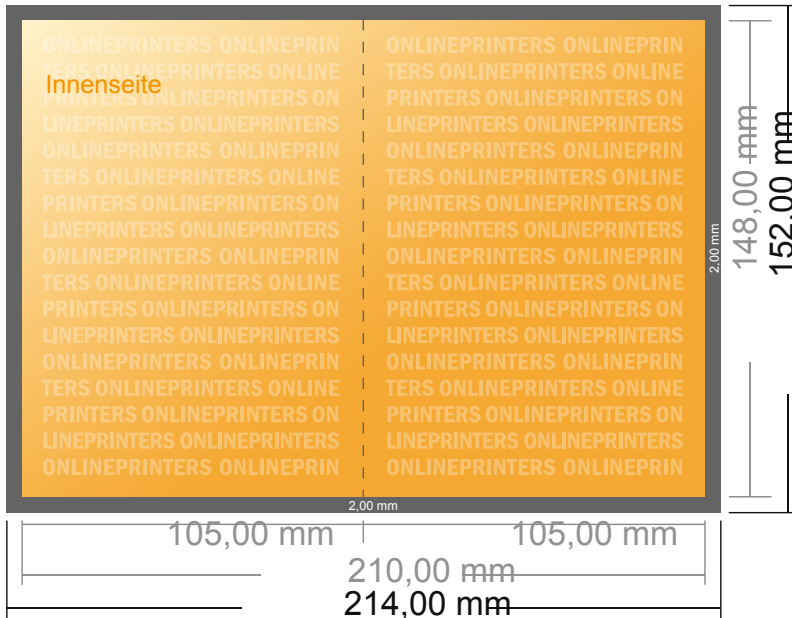 ONLINEPRINTERS ONLINEPRIN
TERS ONLINEPRINTERS ONLINE
Innenseite
PRINTERS ONLINEPRINTERS ON
LINEPRINTERS ONLINEPRINTERS
ONLINEPRINTERS ONLINEPRIN
TERS ONLINEPRINTERS ONLINE
PRINTERS ONLINEPRINTERS ON
LINEPRINTERS ONLINEPRINTERS
ONLINEPRINTERS ONLINEPRIN
TERS ONLINEPRINTERS ONLINE
PRINTERS ONLINEPRINTERS ON
LINEPRINTERS ONLINEPRINTERS
ONLINEPRINTERS ONLINEPRIN
TERS ONLINEPRINTERS ONLINE
PRINTERS ONLINEPRINTERS ON
LINEPRINTERS ONLINEPRINTERS
ONLINEPRINTERS ONLINEPRIN
ONLINEPRINTERS ONLINEPRIN
TERS ONLINEPRINTERS ONLINE
PRINTERS ONLINEPRINTERS ON
LINEPRINTERS ONLINEPRINTERS
ONLINEPRINTERS ONLINEPRIN
TERS ONLINEPRINTERS ONLINE
PRINTERS ONLINEPRINTERS ON
LINEPRINTERS ONLINEPRINTERS
ONLINEPRINTERS ONLINEPRIN
TERS ONLINEPRINTERS ONLINE
PRINTERS ONLINEPRINTERS ON
LINEPRINTERS ONLINEPRINTERS
ONLINEPRINTERS ONLINEPRIN
TERS ONLINEPRINTERS ONLINE
PRINTERS ONLINEPRINTERS ON
LINEPRINTERS ONLINEPRINTERS
ONLINEPRINTERS ONLINEPRIN
2,00 mm
148,00 mm
152,00 mm
2,00 mm
105,00 mm
105,00 mm
210,00 mm
214,00 mm